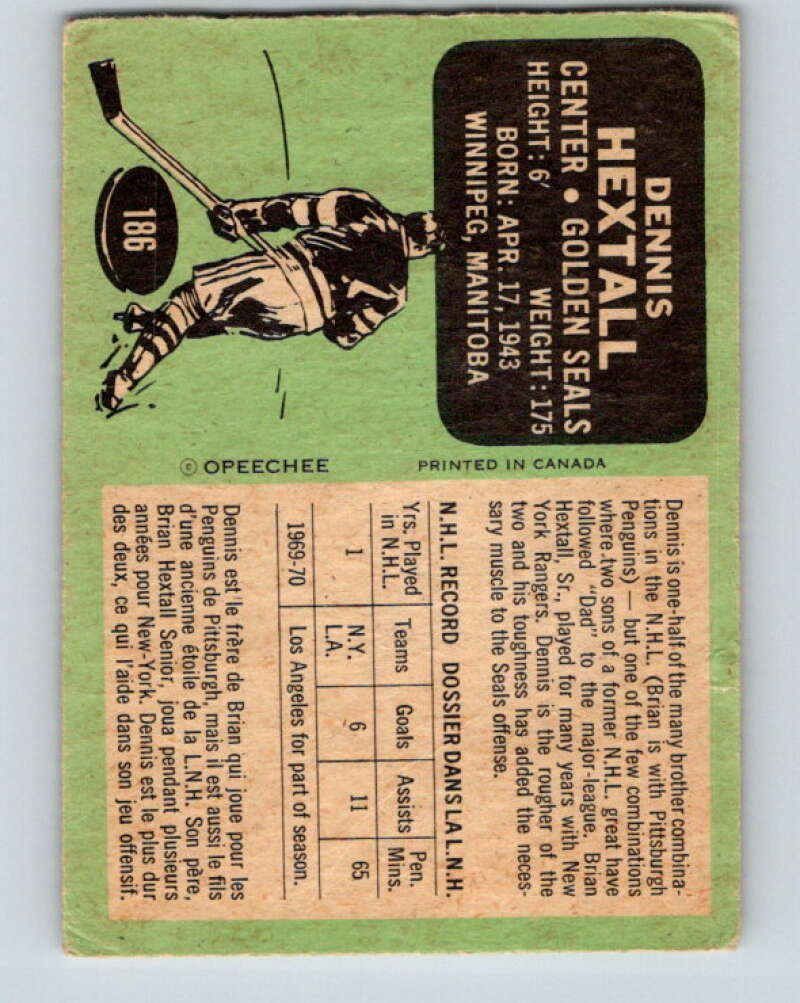 DENNIS
HEXTALL
CENTER • GOLDEN SEALS
HEIGHT: 6' WEIGHT: 175
BORN: APR. 17, 1943
WINNIPEG, MANITOBA
186
© OPEECHEE
PRINTED IN CANADA
Dennis is one-half of the many brother combina-
tions in the N.H.L. (Brian is with Pittsburgh
Penguins) — but one of the few combinations
where two sons of a former N.H.L. great have
followed "Dad" to the major-league. Brian
Hextall, Sr., played for many years with New
York Rangers. Dennis is the rougher of the
two and his toughness has added the neces-
sary muscle to the Seals offense.
N.H.L. RECORD DOSSIER DANS LA L.N.H.
Yrs. Played in N.H.L. Teams Goals Assists Pen. Mins.
1 N.Y. L.A. 6 11 65
1969-70 Los Angeles for part of season.
Dennis est le frère de Brian qui joue pour les
Penguins de Pittsburgh, mais il est aussi le fils
d'une ancienne étoile de la L.N.H. Son père,
Brian Hextall Senior, joua pendant plusieurs
années pour New-York. Dennis est le plus dur
des deux, ce qui l'aide dans son jeu offensif.